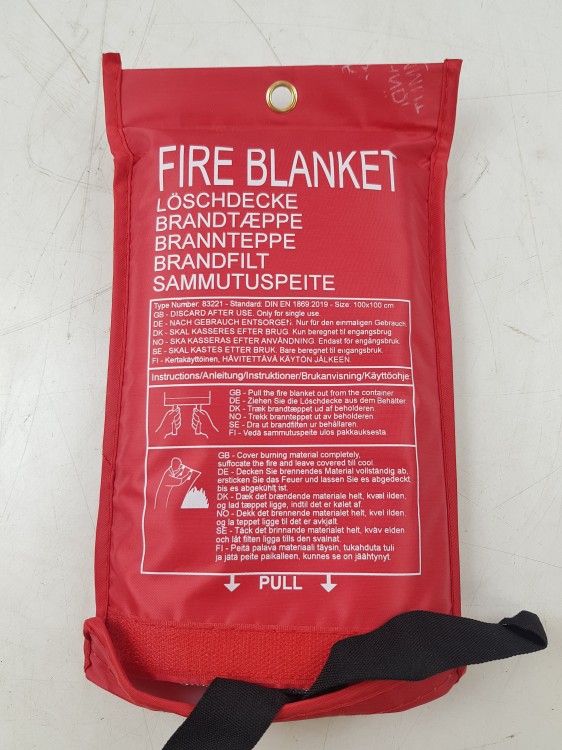 FIRE BLANKET
LÖSCHDECKE
BRANDTÆPPE
BRANNTEPPE
BRANDFILT
SAMMUTUSPEITE
Type Number: 83221 - Standard: DIN EN 1869:2019 - Size: 100x100 cm
GB - DISCARD AFTER USE. Only for single use.
DE - NACH GEBRAUCH ENTSORGEN. Nur für den einmaligen Gebrauch
DK - SKAL KASSERES EFTER BRUG. Kun beregnet til engangsbrug
NO - SKA KASSERAS EFTER ANVÄNDNING. Endast för engångsbruk.
SE - SKAL KASTES ETTER BRUK. Bare beregnet til engangsbruk.
FI - Kertakäyttöinen, HÄVITETTÄVÄ KÄYTÖN JÄLKEEN
Instructions/Anleitung/Instruktioner/Brukanvisning/Käyttöohje
GB - Pull the fire blanket out from the container
DE - Ziehen Sie die Löschdecke aus dem Behälter.
DK - Træk brandtæppet ud af beholderen.
NO - Trekk brannteppet ut av beholderen.
SE - Dra ut brandfilten ur behållaren.
FI - Vedä sammutuspeite ulos pakkauksesta.
GB - Cover burning material completely,
suffocate the fire and leave covered till cool.
DE - Decken Sie brennendes Material vollständig ab,
ersticken Sie das Feuer und lassen Sie es abgedeckt,
bis es abgekühlt ist.
DK - Dæk det brændende materiale helt, kvæl ilden,
og lad tæppet ligge, indtil det er kølet af.
NO - Dekk det brennende materialet helt, kvel ilden,
og la teppet ligge til det er avkjølt.
SE - Täck det brinnande materialet helt, kväv elden
och låt filten ligga tills den svalnat.
FI - Peitä palava materiaali täysin, tukahduta tuli
ja jätä peite paikalleen, kunnes se on jäähtynyt.
PULL